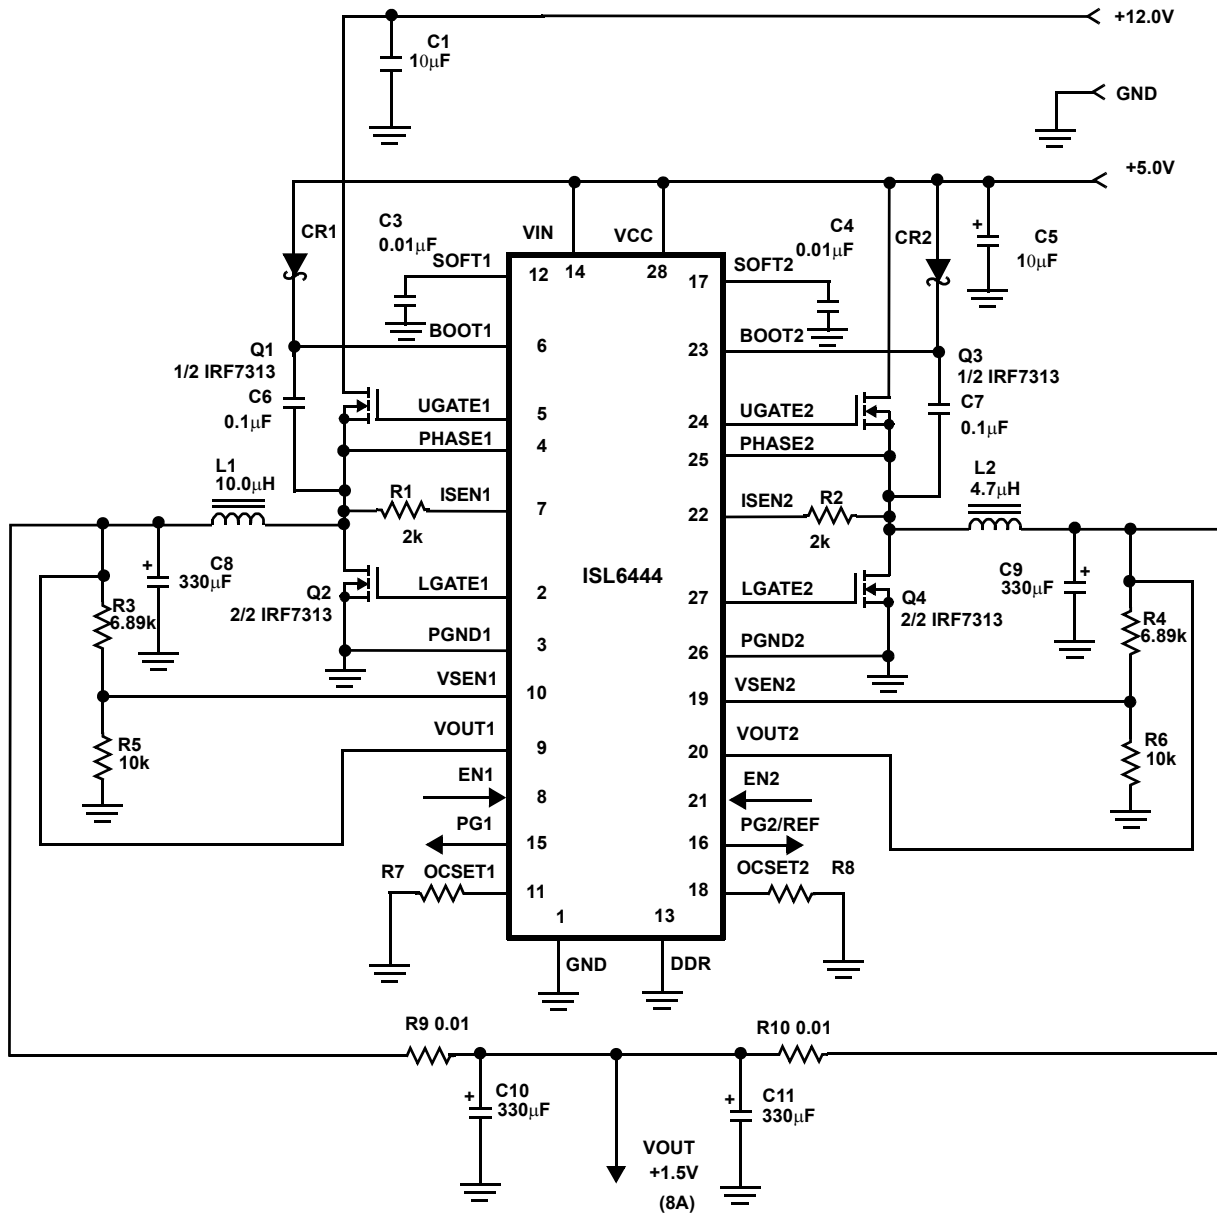 +12.0V
C1
10μF
GND
+5.0V
C3
0.01μF
VIN
VCC
C4
0.01μF
CR1
CR2
+
C5
10μF
SOFT1
12
14
28
17
SOFT2
BOOT1
6
23
BOOT2
Q1
1/2 IRF7313
C6
0.1μF
Q3
1/2 IRF7313
C7
0.1μF
UGATE1
5
24
UGATE2
PHASE1
4
25
PHASE2
L1
10.0μH
R1
2k
ISEN1
7
22
ISEN2
R2
2k
L2
4.7μH
ISL6444
+
C8
330μF
C9
330μF
+
Q2
2/2 IRF7313
LGATE1
2
27
LGATE2
Q4
2/2 IRF7313
R3
6.89k
R4
6.89k
PGND1
3
26
PGND2
VSEN1
10
19
VSEN2
R5
10k
VOUT1
9
20
VOUT2
R6
10k
EN1
8
21
EN2
PG1
15
16
PG2/REF
R7
OCSET1
11
18
OCSET2
R8
1
13
GND
DDR
R9 0.01
R10 0.01
+
C10
330μF
+
C11
330μF
VOUT
+1.5V
(8A)